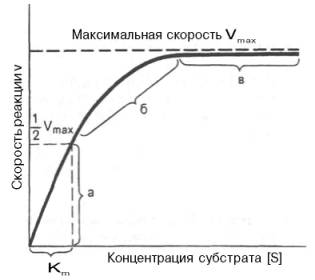 Максимальная скорость Vmax
Скорость реакции v
1/2 Vmax
а
б
в
Km
Концентрация субстрата [S]